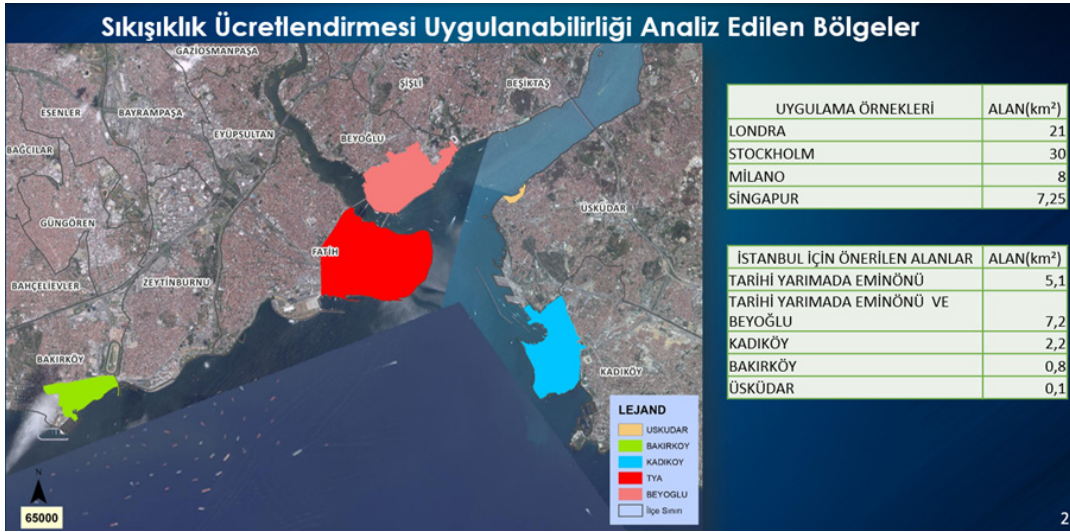 Sıkışıklık Ücretlendirmesi Uygulanabilirliği Analiz Edilen Bölgeler
GAZİOSMANPAŞA
ŞİŞLİ
BEŞİKTAŞ
ESENLER
BAYRAMPAŞA
EYÜPSULTAN
BEYOĞLU
BAĞCILAR
GÜNGÖREN
ÜSKÜDAR
FATİH
BAHÇELİEVLER
ZEYTİNBURNU
BAKIRKÖY
KADIKÖY
UYGULAMA ÖRNEKLERİ ALAN(km²)
LONDRA 21
STOCKHOLM 30
MİLANO 8
SİNGAPUR 7,25
İSTANBUL İÇİN ÖNERİLEN ALANLAR ALAN(km²)
TARİHİ YARIMADA EMİNÖNÜ 5,1
TARİHİ YARIMADA EMİNÖNÜ VE
BEYOĞLU 7,2
KADIKÖY 2,2
BAKIRKÖY 0,8
ÜSKÜDAR 0,1
LEJAND
USKUDAR
BAKIRKOY
KADIKOY
TYA
BEYOGLU
İlçe Sınırı
N
65000
2